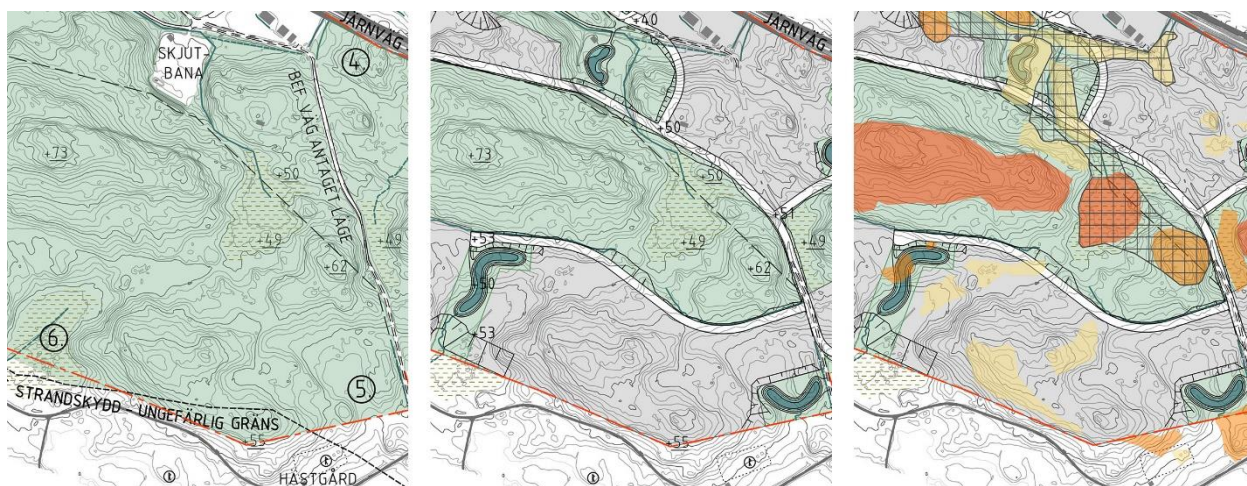 JÄRNVÄG
SKJUT-
BANA
④
BEF VÄG ANTAGET LÄGE
+73
+50
+49
+49
+62
⑥
⑤
STRANDSKYDD - UNGEFÄRLIG GRÄNS
+55
HÄSTGÅRD
+40
JÄRNVÄG
+50
+73
+50
+51
+53
+49
+49
+62
+50
+53
+55
JÄRNVÄG